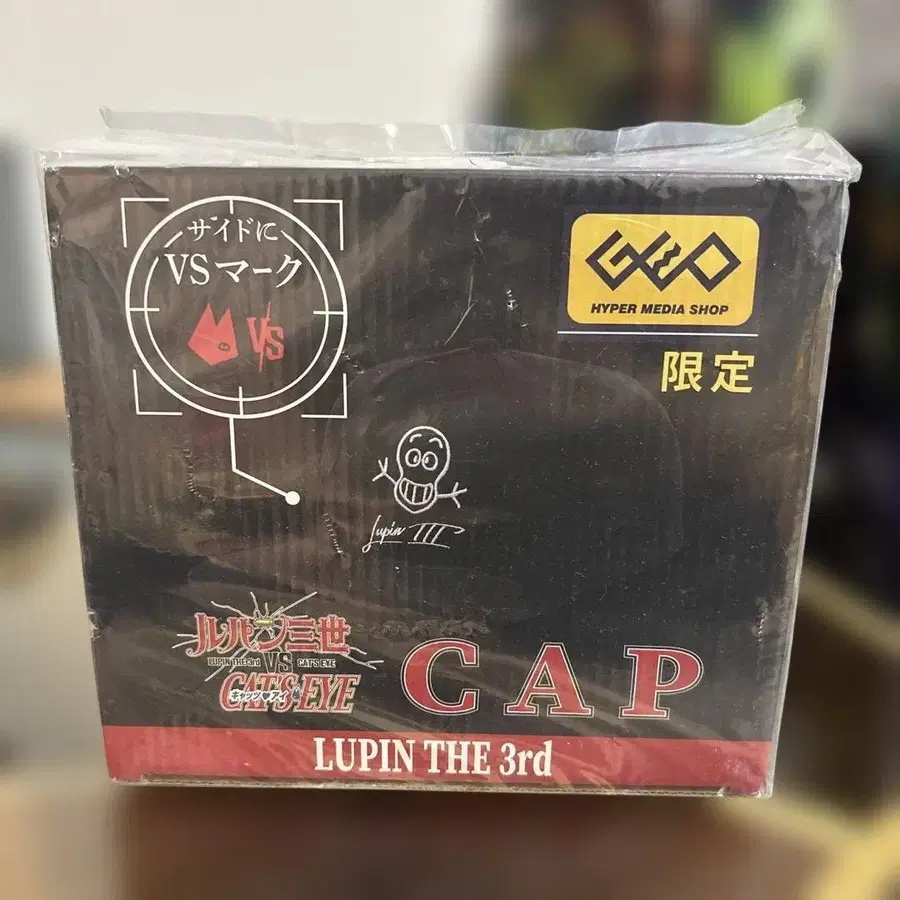 サイドに
VSマーク
VS
GEO
HYPER MEDIA SHOP
限定
Lupin III
ルパン三世
LUPIN THE 3rd VS CAT'S EYE
キャッツ♥アイ
CAT'S EYE
CAP
LUPIN THE 3rd